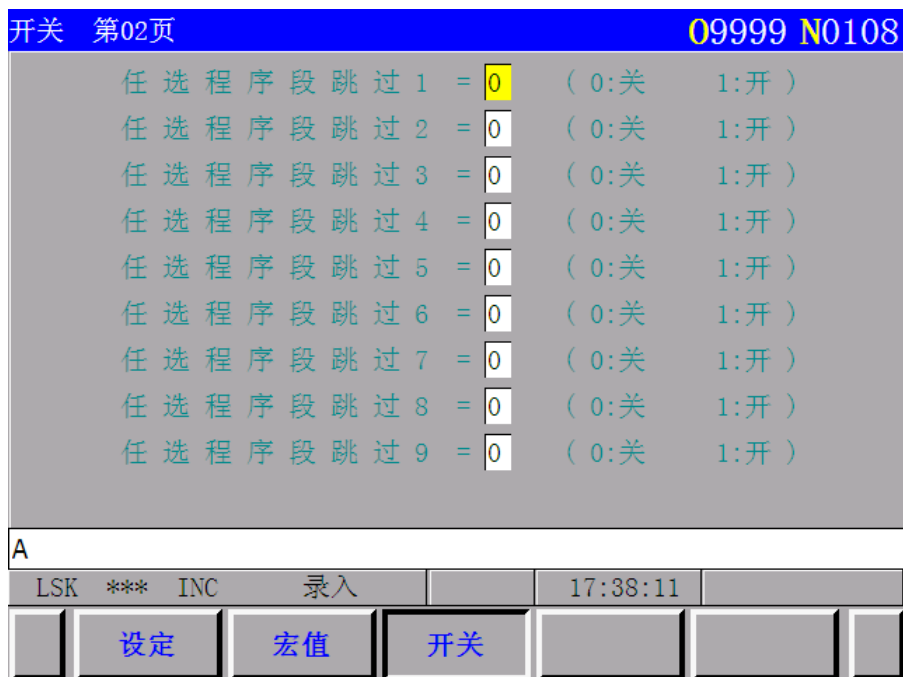 开关 第02页 O9999 N0108
任选程序段跳过1 = 0 ( 0:关 1:开 )
任选程序段跳过2 = 0 ( 0:关 1:开 )
任选程序段跳过3 = 0 ( 0:关 1:开 )
任选程序段跳过4 = 0 ( 0:关 1:开 )
任选程序段跳过5 = 0 ( 0:关 1:开 )
任选程序段跳过6 = 0 ( 0:关 1:开 )
任选程序段跳过7 = 0 ( 0:关 1:开 )
任选程序段跳过8 = 0 ( 0:关 1:开 )
任选程序段跳过9 = 0 ( 0:关 1:开 )
A
LSK *** INC 录入 17:38:11
设定 宏值 开关